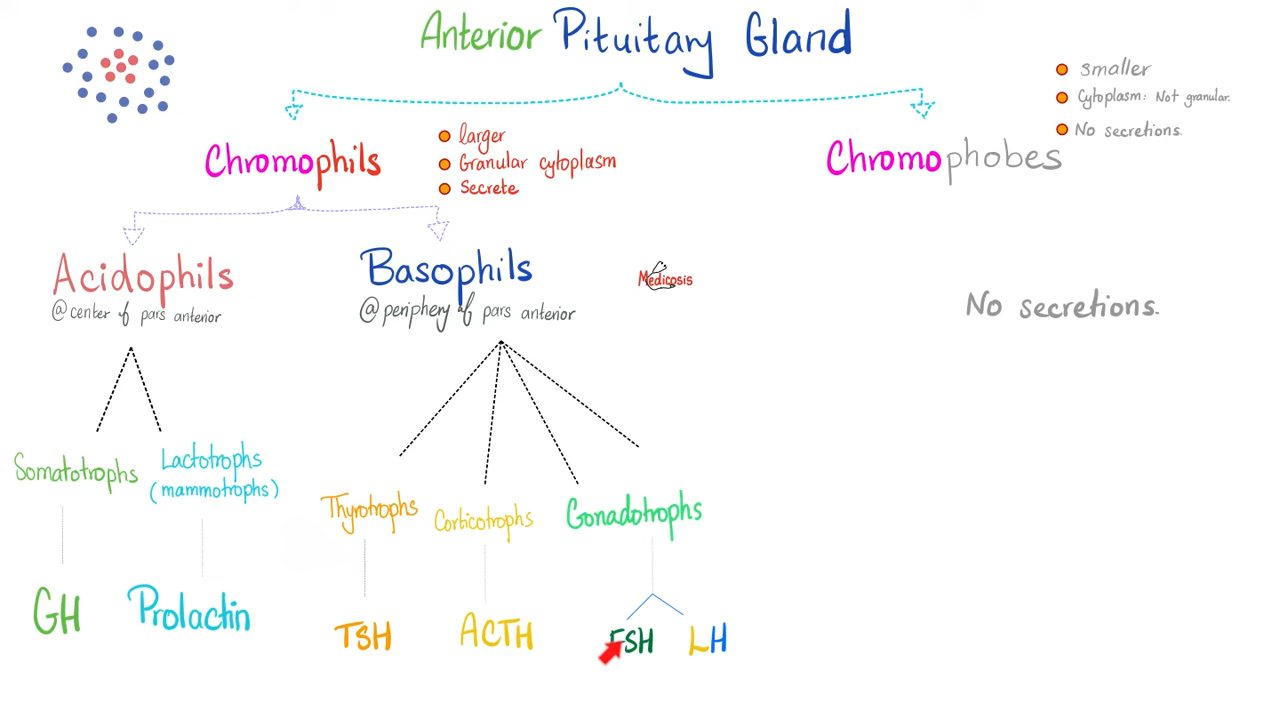 Anterior Pituitary Gland
smaller
Cytoplasm: Not granular.
No secretions.
Chromophils
larger
Granular cytoplasm
Secrete
Chromophobes
Acidophils
@ center of pars anterior
Basophils
@ periphery of pars anterior
Medicosis
No secretions.
Somatotrophs
Lactotrophs
(mammotrophs)
Thyrotrophs
Corticotrophs
Gonadotrophs
GH
Prolactin
TSH
ACTH
FSH
LH